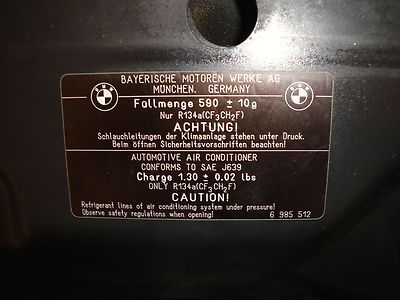 BAYERISCHE MOTOREN WERKE AG
MÜNCHEN, GERMANY
BMW
BMW
Füllmenge 590 ± 10g
Nur R134a(CF3CH2F)
ACHTUNG!
Schlauchleitungen der Klimaanlage stehen unter Druck.
Beim öffnen Sicherheitsvorschriften beachten!
AUTOMOTIVE AIR CONDITIONER
CONFORMS TO SAE J639
Charge 1.30 ± 0.02 lbs
ONLY R134a(CF3CH2F)
CAUTION!
Refrigerant lines of air conditioning system under pressure!
Observe safety regulations when opening!
6 985 512